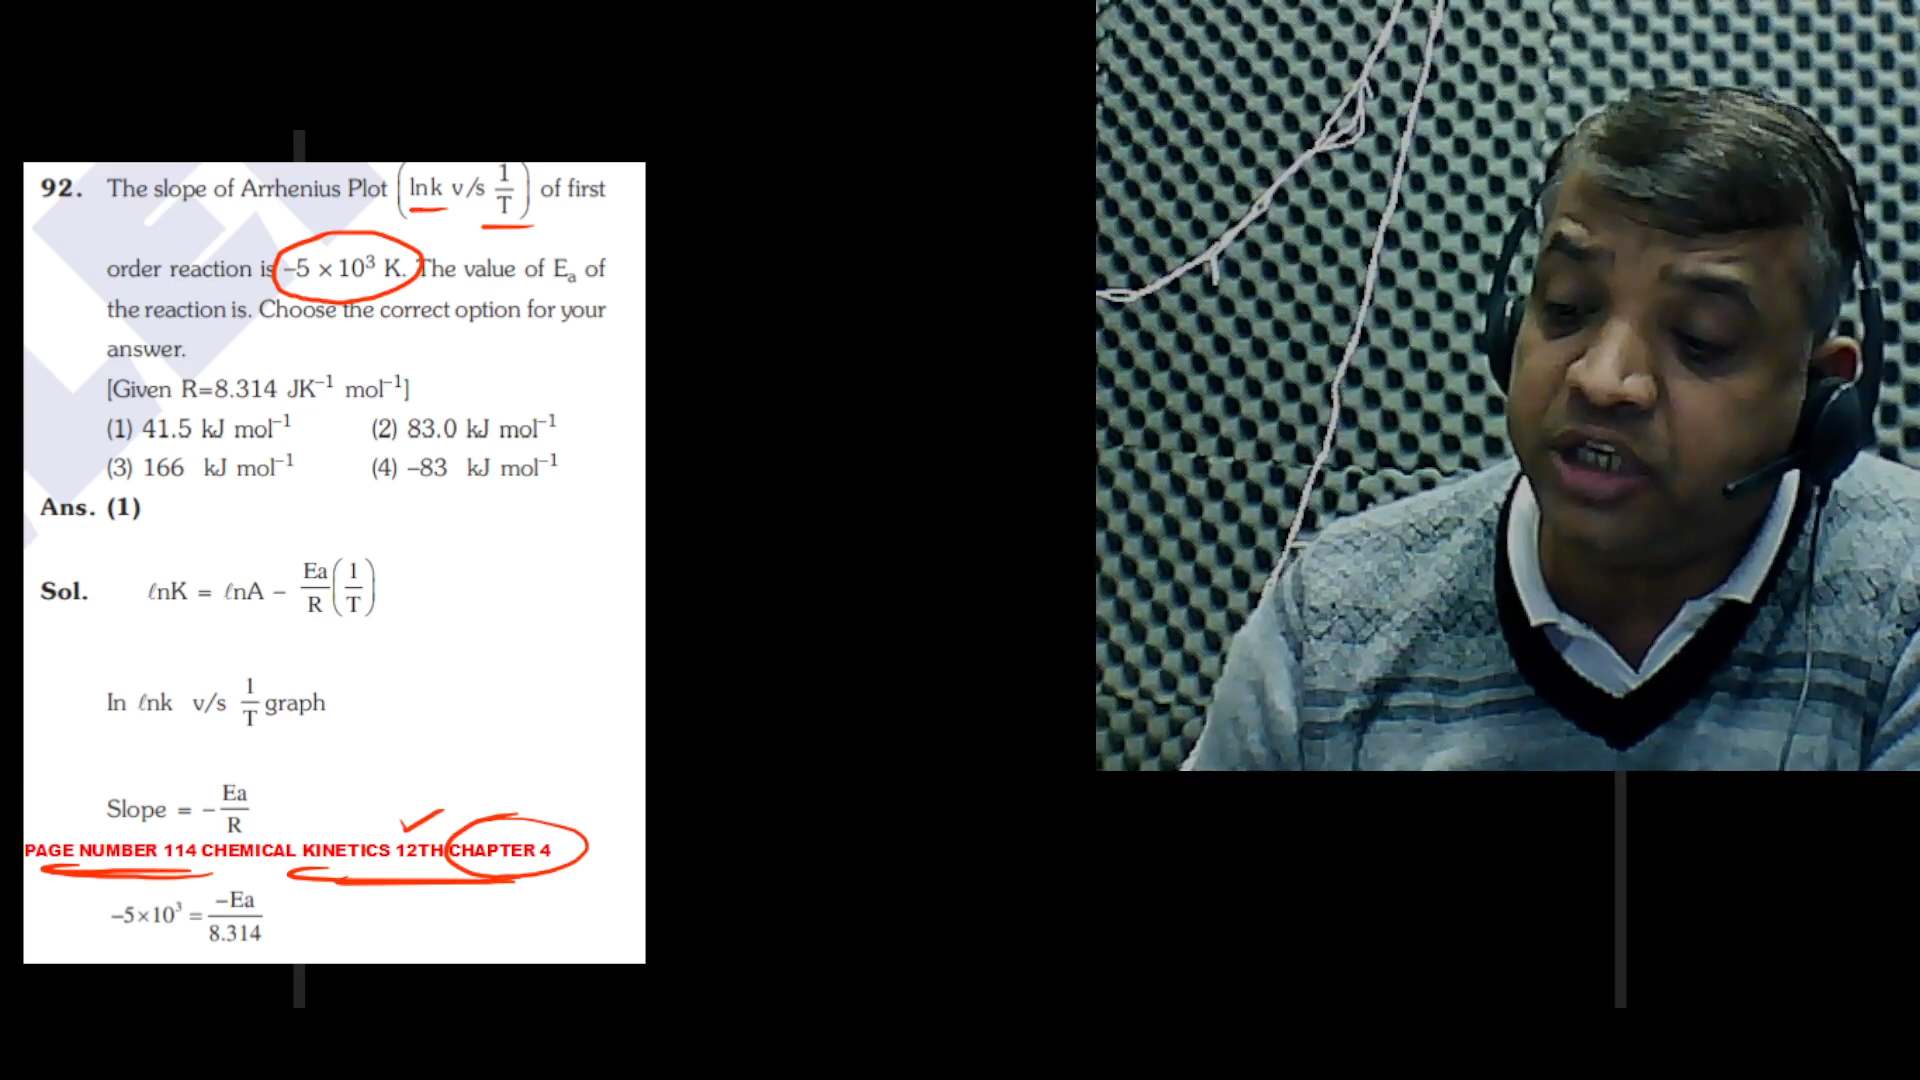 92. The slope of Arrhenius Plot (lnk v/s 1/T) of first
order reaction is –5 × 10³ K. The value of Eₐ of
the reaction is. Choose the correct option for your
answer.
[Given R=8.314 JK⁻¹ mol⁻¹]
(1) 41.5 kJ mol⁻¹ (2) 83.0 kJ mol⁻¹
(3) 166 kJ mol⁻¹ (4) –83 kJ mol⁻¹
Ans. (1)
Sol. ℓnK = ℓnA – Ea/R (1/T)
In ℓnk v/s 1/T graph
Slope = – Ea/R
PAGE NUMBER 114 CHEMICAL KINETICS 12TH CHAPTER 4
–5×10³ = –Ea/8.314